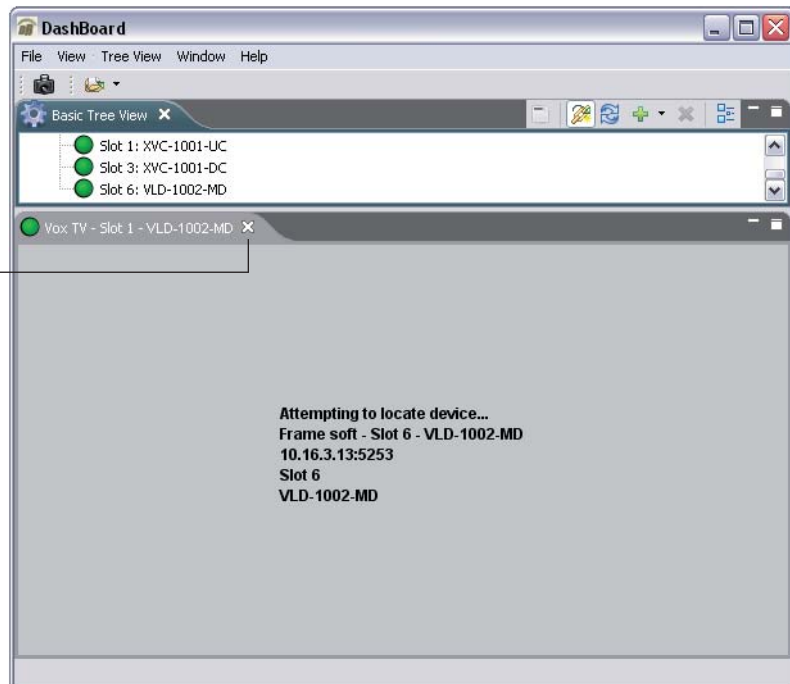 DashBoard
File View Tree View Window Help
Basic Tree View
Slot 1: XVC-1001-UC
Slot 3: XVC-1001-DC
Slot 6: VLD-1002-MD
Vox TV - Slot 1 - VLD-1002-MD
Attempting to locate device...
Frame soft - Slot 6 - VLD-1002-MD
10.16.3.13:5253
Slot 6
VLD-1002-MD